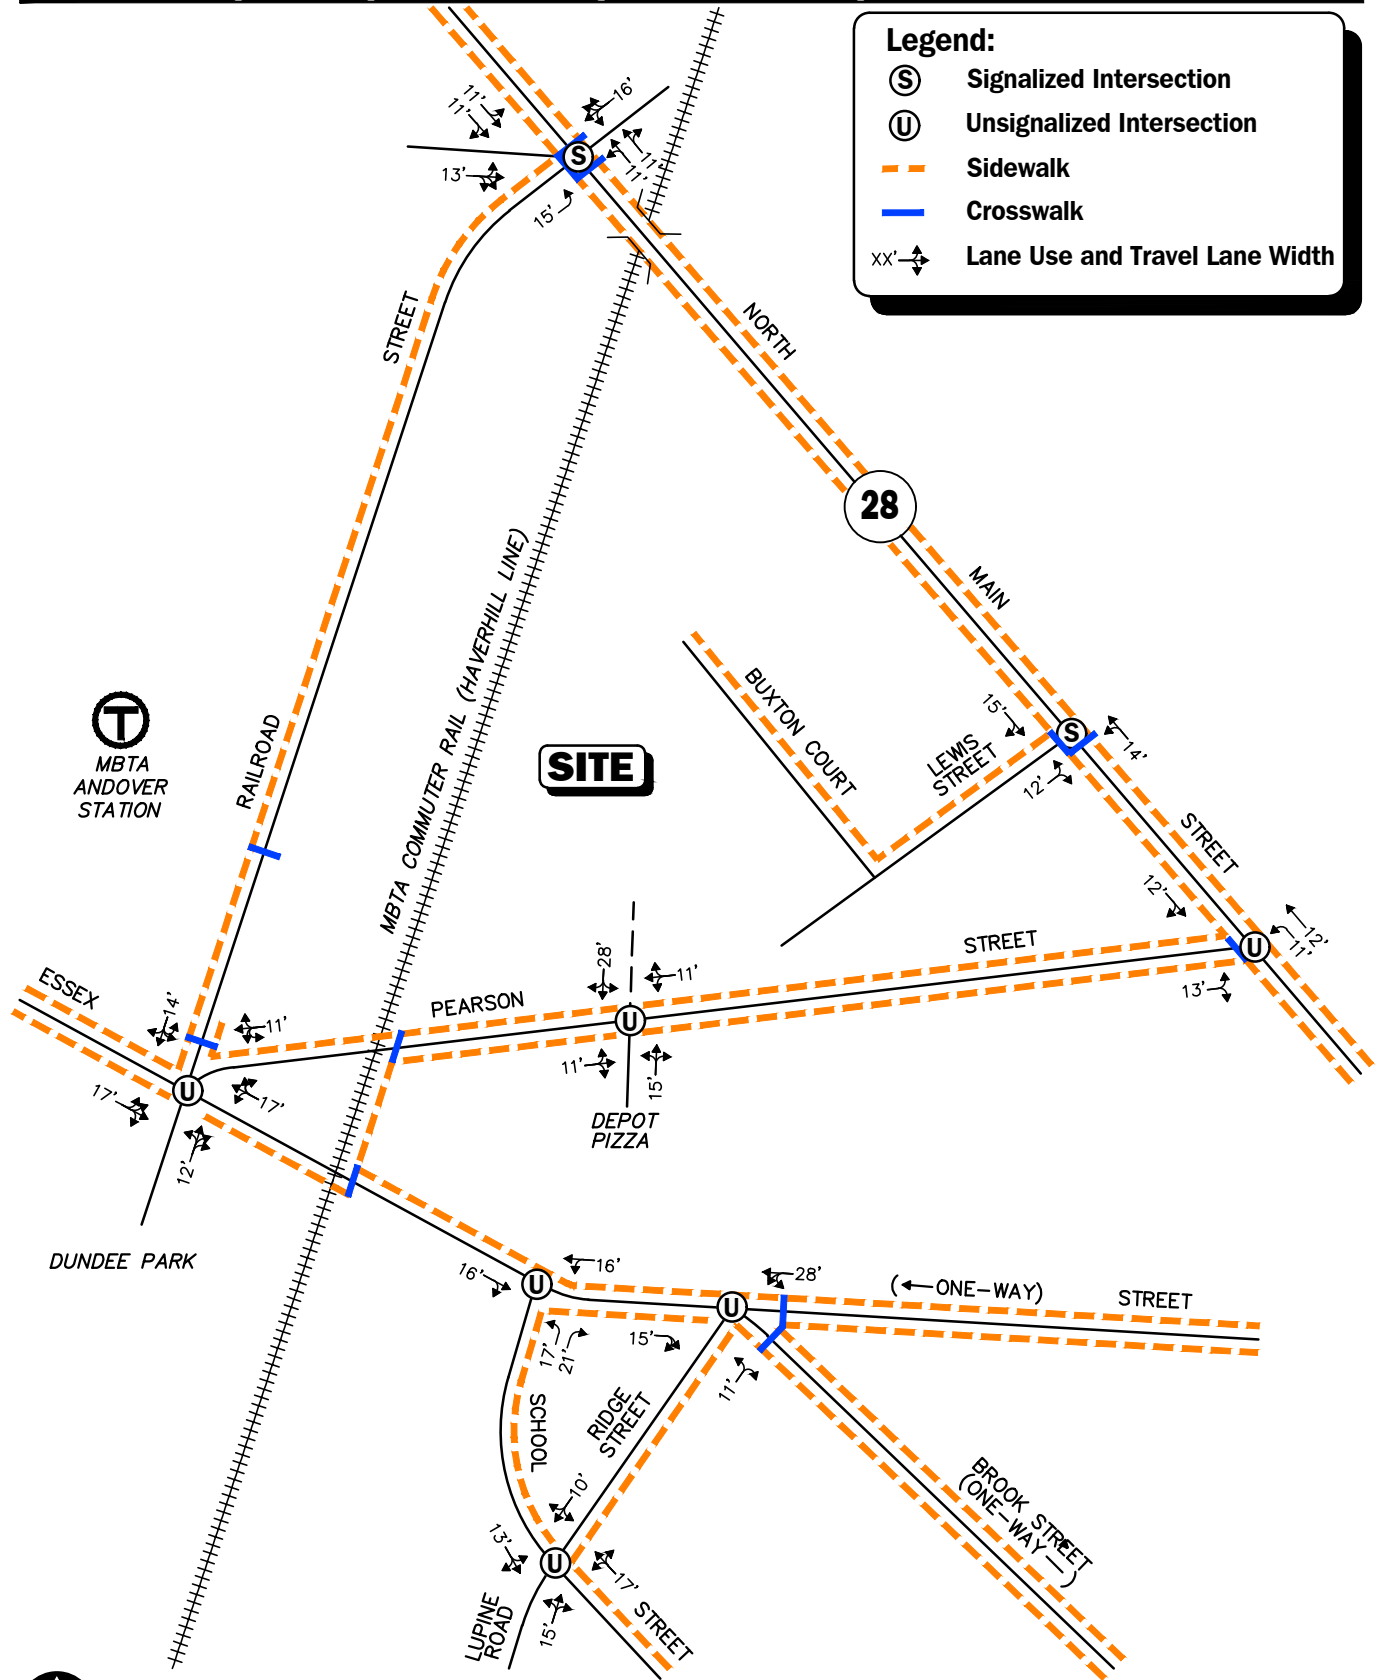 Legend:
S Signalized Intersection
U Unsignalized Intersection
Sidewalk
Crosswalk
XX' Lane Use and Travel Lane Width
11'
11'
16'
S
11'
11'
13'
15'
STREET
NORTH
28
MAIN
MBTA COMMUTER RAIL (HAVERHILL LINE)
T
MBTA
ANDOVER
STATION
RAILROAD
SITE
BUXTON COURT
LEWIS
STREET
15'
S
14'
12'
STREET
12'
U
12'
11'
13'
STREET
ESSEX
14'
11'
PEARSON
28'
11'
U
11'
15'
DEPOT
PIZZA
U
17'
17'
12'
DUNDEE PARK
16'
U
16'
U
28'
(ONE-WAY)
STREET
17'
21'
15'
11'
SCHOOL
RIDGE
STREET
BROOK STREET
(ONE-WAY)
10'
13'
U
17'
15'
LUPINE
ROAD
STREET